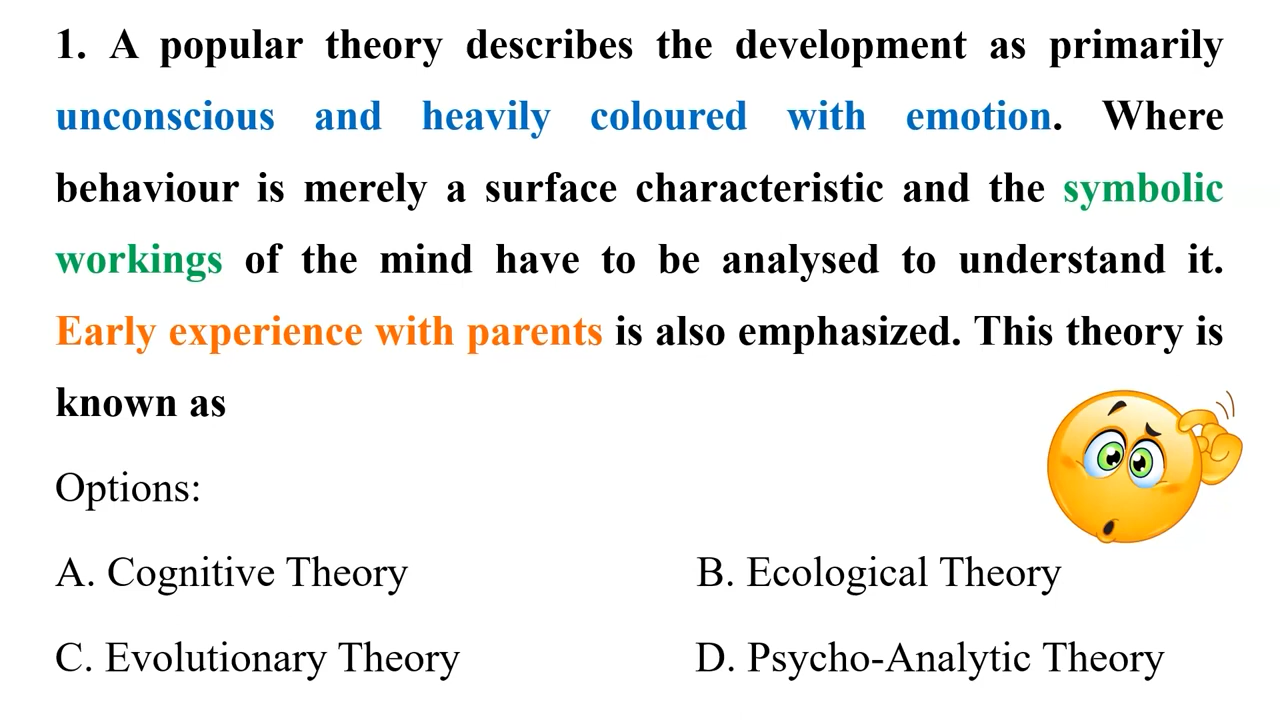 1. A popular theory describes the development as primarily
unconscious and heavily coloured with emotion. Where
behaviour is merely a surface characteristic and the symbolic
workings of the mind have to be analysed to understand it.
Early experience with parents is also emphasized. This theory is
known as
Options:
A. Cognitive Theory
B. Ecological Theory
C. Evolutionary Theory
D. Psycho-Analytic Theory